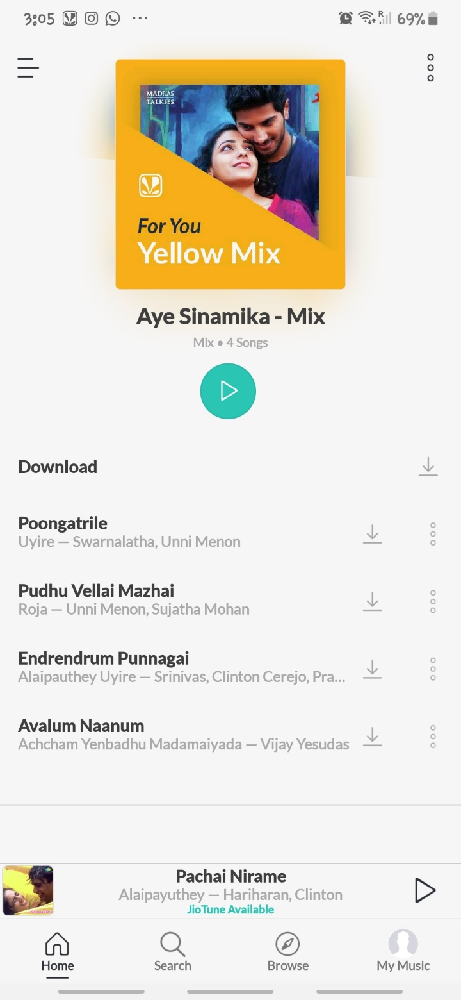 3:05
R
69%
MADRAS
TALKIES
For You
Yellow Mix
Aye Sinamika - Mix
Mix • 4 Songs
Download
Poongatrile
Uyire — Swarnalatha, Unni Menon
Pudhu Vellai Mazhai
Roja — Unni Menon, Sujatha Mohan
Endrendrum Punnagai
Alaipauthey Uyire — Srinivas, Clinton Cerejo, Pra...
Avalum Naanum
Achcham Yenbadhu Madamaiyada — Vijay Yesudas
Pachai Nirame
Alaipayuthey — Hariharan, Clinton
JioTune Available
Home
Search
Browse
My Music